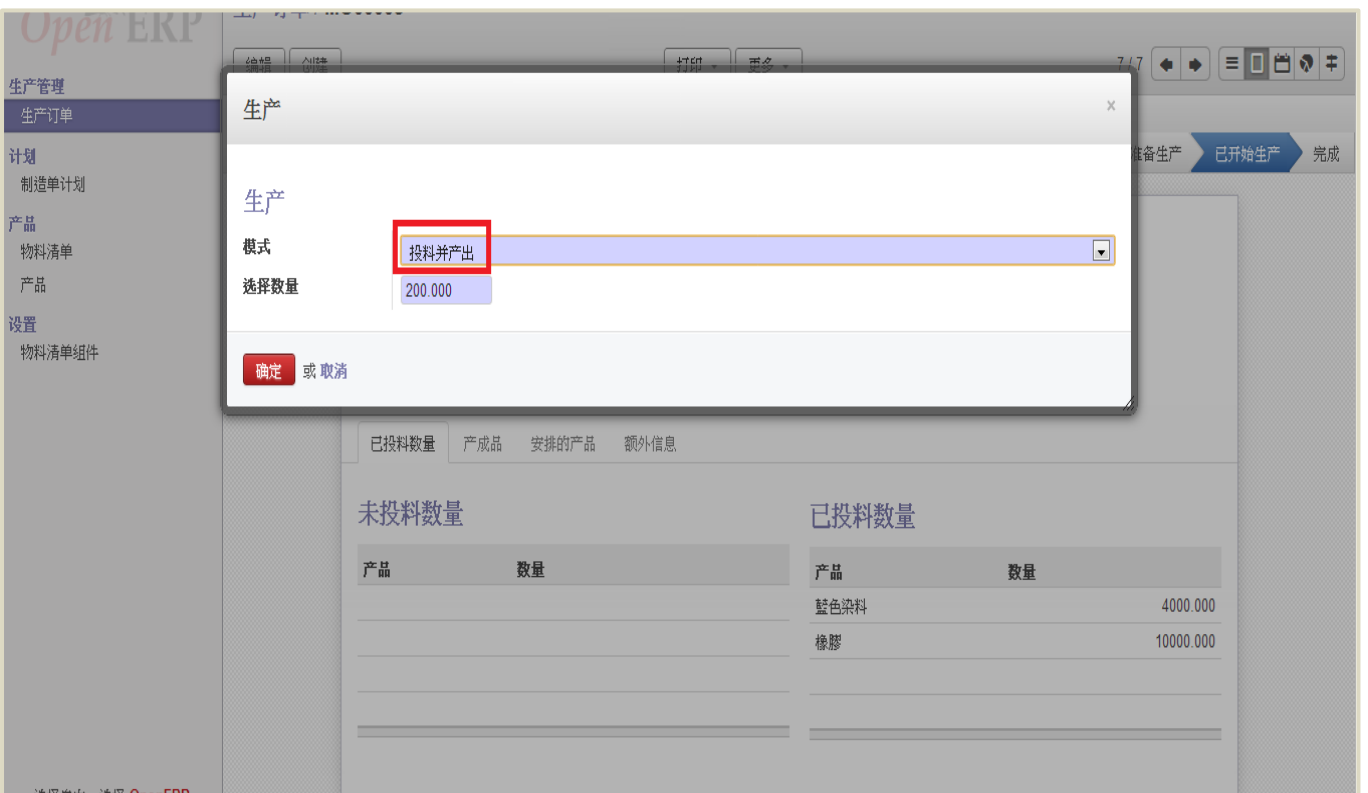 Open ERP
编辑 创建
打印 更多
7 / 7
生产管理
生产订单
计划
制造单计划
产品
物料清单
产品
设置
物料清单组件
准备生产 已开始生产 完成
生产 ×
生产
模式 投料并产出
选择数量 200.000
确定 或 取消
已投料数量 产成品 安排的产品 额外信息
未投料数量
产品 数量
已投料数量
产品 数量
藍色染料 4000.000
橡膠 10000.000